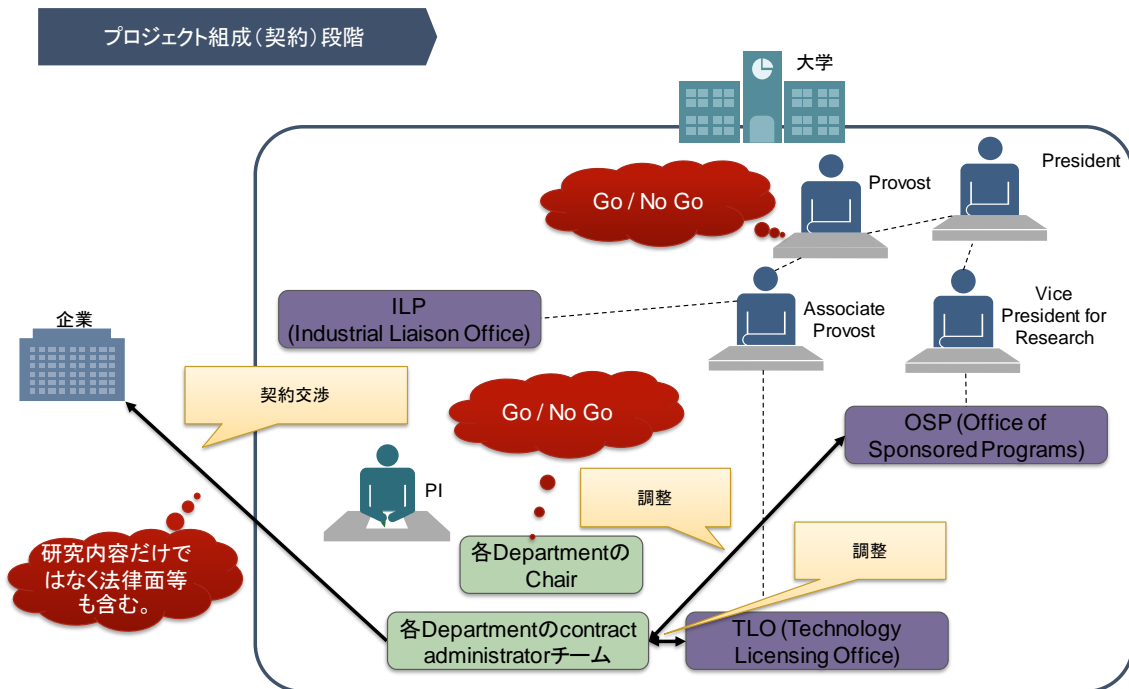 プロジェクト組成（契約）段階
大学
President
Provost
Go / No Go
ILP
(Industrial Liaison Office)
Associate
Provost
Vice
President for
Research
企業
契約交渉
Go / No Go
OSP (Office of
Sponsored Programs)
PI
調整
研究内容だけで
はなく法律面等
も含む。
各Departmentの
Chair
調整
各Departmentのcontract
administratorチーム
TLO (Technology
Licensing Office)